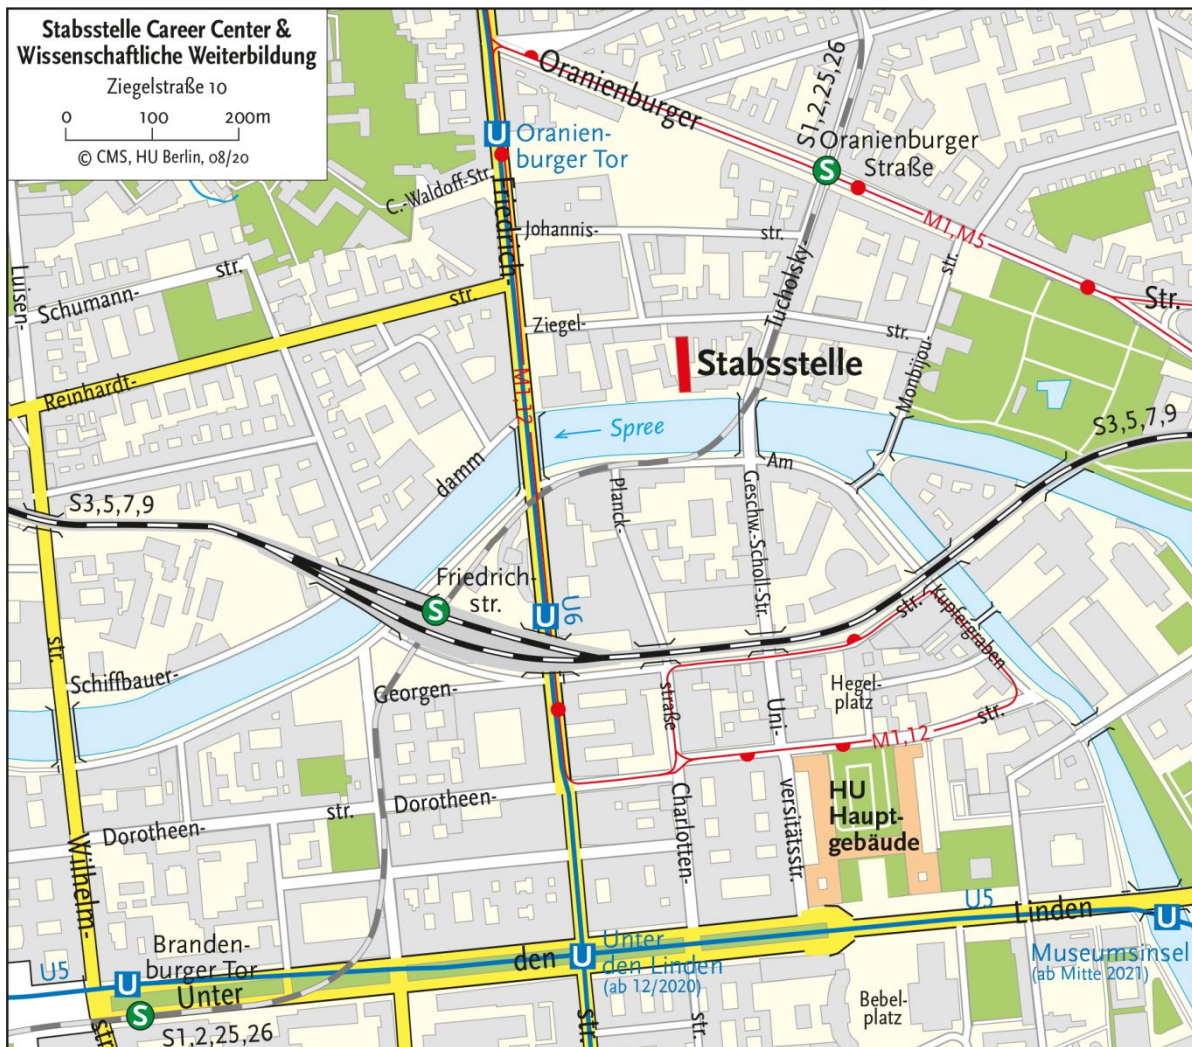 Stabsstelle Career Center &
Wissenschaftliche Weiterbildung
Ziegelstraße 10
0 100 200m
© CMS, HU Berlin, 08/20
Oranienburger
S1,2,25,26
U Oranien-
burger Tor
Oranienburger
Straße
S
C.-Waldoff-Str.
Friedrich-
Johannis-
str.
M1,M5
Tucholsky-
str.
Str.
Luisen-
Schumann-
str.
str.
Ziegel-
str.
Monbijou-
Stabsstelle
Reinhardt-
M1,12
← Spree
S3,5,7,9
damm
Am
Planck-
Geschw.-Scholl-Str.
S3,5,7,9
Friedrich-
str.
S
U
U6
str.
Kupfergraben
str.
Schiffbauer-
Georgen-
straße
Uni-
Hegel-
platz
str.
M1,12
Dorotheen-
str.
Dorotheen-
Charlotten-
versitätsstr.
HU
Haupt-
gebäude
Wilhelm-
U5
Linden
U
Museumsinsel
(ab Mitte 2021)
Branden-
burger Tor
U5
U
den
U
Unter
den Linden
(ab 12/2020)
Unter
S
S1,2,25,26
str.
str.
str.
Bebel-
platz